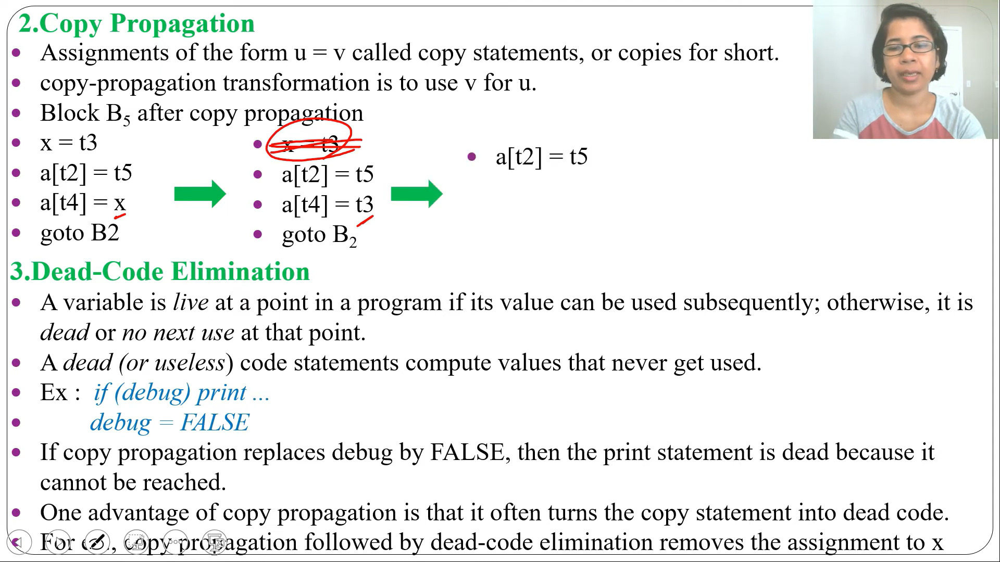 2.Copy Propagation
Assignments of the form u = v called copy statements, or copies for short.
copy-propagation transformation is to use v for u.
Block B5 after copy propagation
x = t3
a[t2] = t5
a[t4] = x
goto B2
x = t3
a[t2] = t5
a[t4] = t3
goto B2
a[t2] = t5
3.Dead-Code Elimination
A variable is live at a point in a program if its value can be used subsequently; otherwise, it is
dead or no next use at that point.
A dead (or useless) code statements compute values that never get used.
Ex : if (debug) print ...
debug = FALSE
If copy propagation replaces debug by FALSE, then the print statement is dead because it
cannot be reached.
One advantage of copy propagation is that it often turns the copy statement into dead code.
For copy propagation followed by dead-code elimination removes the assignment to x